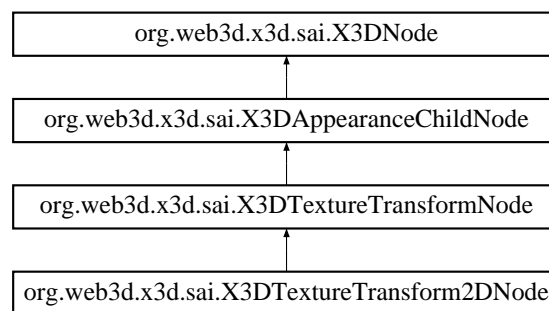 org.web3d.x3d.sai.X3DNode
org.web3d.x3d.sai.X3DAppearanceChildNode
org.web3d.x3d.sai.X3DTextureTransformNode
org.web3d.x3d.sai.X3DTextureTransform2DNode